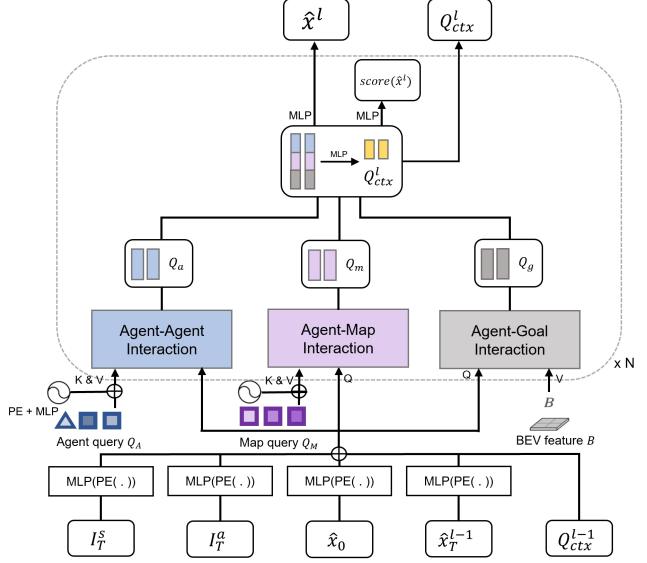 x̂^l
Q^l_ctx
score(x̂^l)
MLP
MLP
MLP
Q^l_ctx
Q_a
Q_m
Q_g
Agent-Agent
Interaction
Agent-Map
Interaction
Agent-Goal
Interaction
x N
K & V
K & V
Q
Q
V
PE + MLP
B
Agent query Q_A
Map query Q_M
BEV feature B
MLP(PE( . ))
MLP(PE( . ))
MLP(PE( . ))
MLP(PE( . ))
I^s_T
I^a_T
x̂_0
x̂^{l-1}_T
Q^{l-1}_ctx